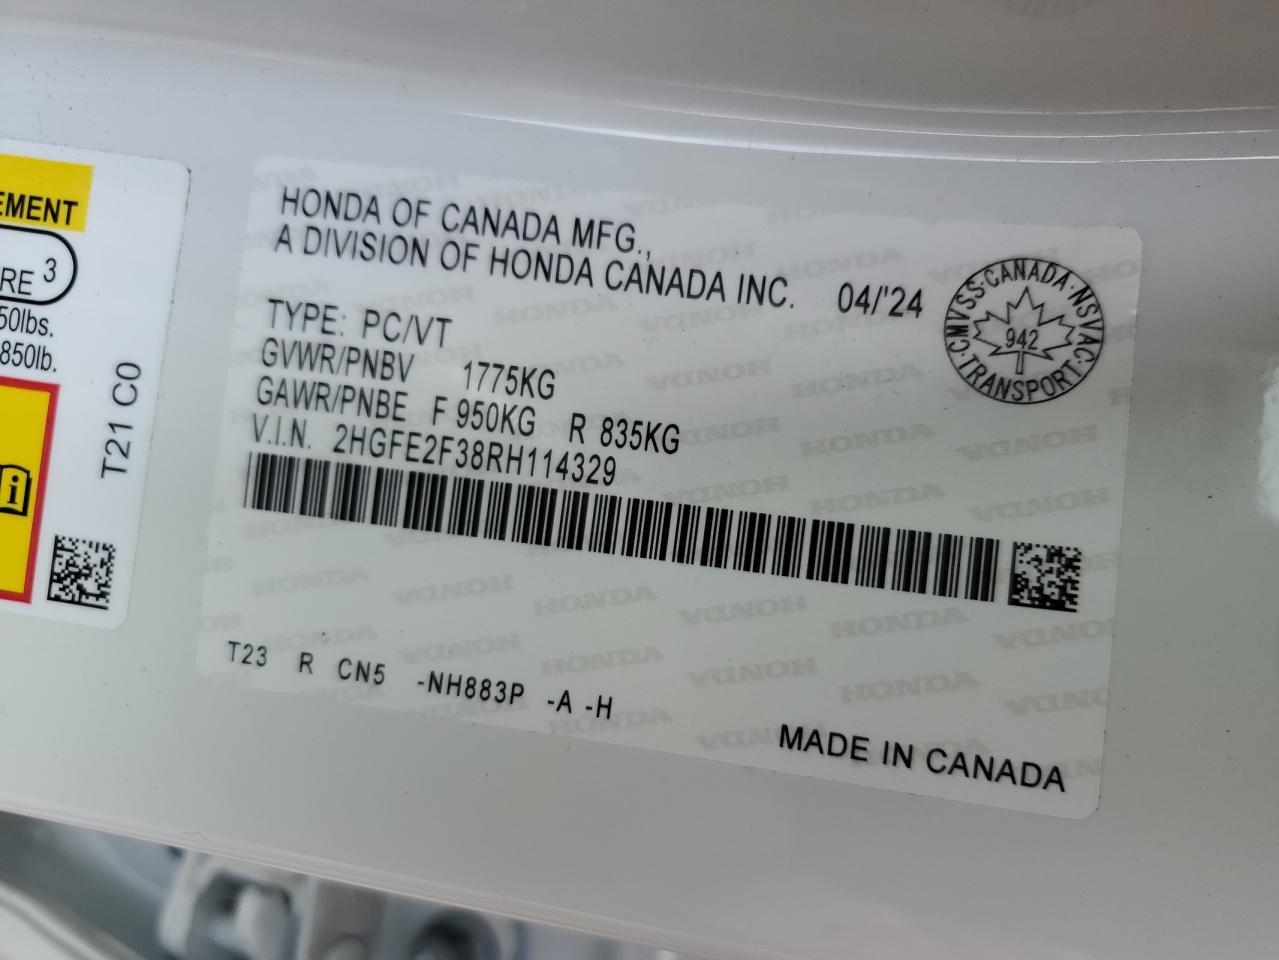 EMENT
RE 3
50lbs.
850lb.
T21 C0
HONDA OF CANADA MFG.,
A DIVISION OF HONDA CANADA INC. 04/'24
TYPE: PC/VT
GVWR/PNBV 1775KG
GAWR/PNBE F 950KG R 835KG
V.I.N. 2HGFE2F38RH114329
CMVSS·CANADA·NSVAC·TRANSPORT·
942
T23 R CN5 -NH883P -A -H
MADE IN CANADA